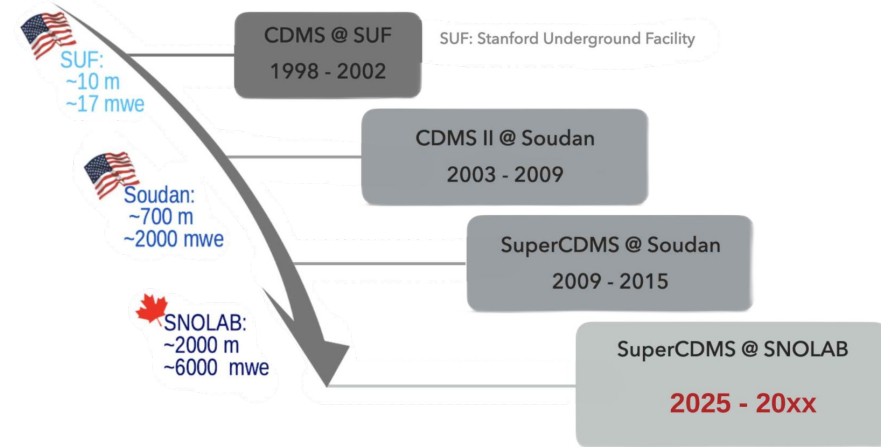 CDMS @ SUF
1998 - 2002
SUF: Stanford Underground Facility
SUF:
~10 m
~17 mwe
CDMS II @ Soudan
2003 - 2009
Soudan:
~700 m
~2000 mwe
SuperCDMS @ Soudan
2009 - 2015
SNOLAB:
~2000 m
~6000 mwe
SuperCDMS @ SNOLAB
2025 - 20xx